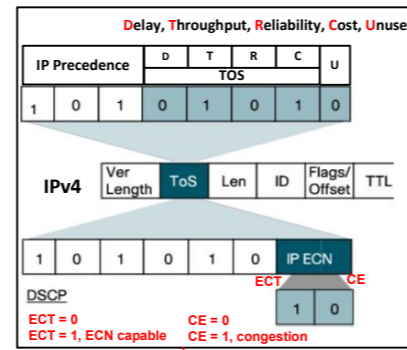 Delay, Throughput, Reliability, Cost, Unuse
IP Precedence D T R C U
TOS
1 0 1 0 1 0 1 0
IPv4 Ver Length ToS Len ID Flags/ Offset TTL
1 0 1 0 1 0 IP ECN
ECT CE
DSCP 1 0
ECT = 0 CE = 0
ECT = 1, ECN capable CE = 1, congestion